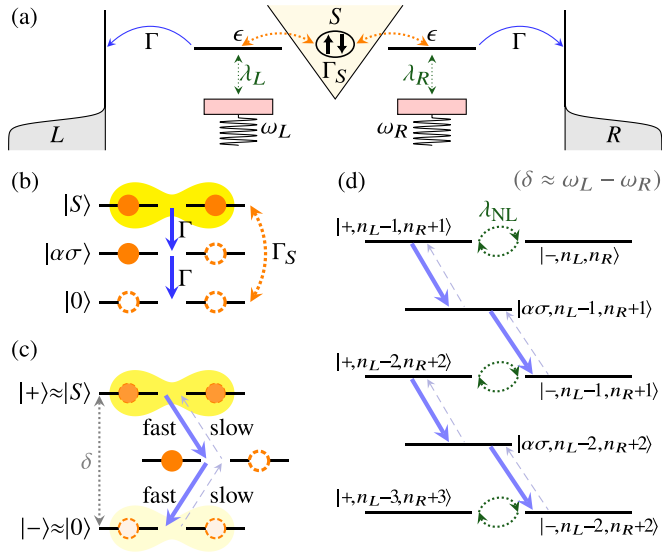 (a)
S
Γ ϵ ϵ Γ
Γ_S
λ_L λ_R
L ω_L ω_R R
(b)
|S⟩
Γ
|ασ⟩ Γ_S
Γ
|0⟩
(c)
|+⟩≈|S⟩
fast slow
δ
fast slow
|−⟩≈|0⟩
(d) (δ ≈ ω_L − ω_R)
λ_NL
|+,n_L−1,n_R+1⟩
|−,n_L,n_R⟩
|ασ,n_L−1,n_R+1⟩
|+,n_L−2,n_R+2⟩
|−,n_L−1,n_R+1⟩
|ασ,n_L−2,n_R+2⟩
|+,n_L−3,n_R+3⟩
|−,n_L−2,n_R+2⟩